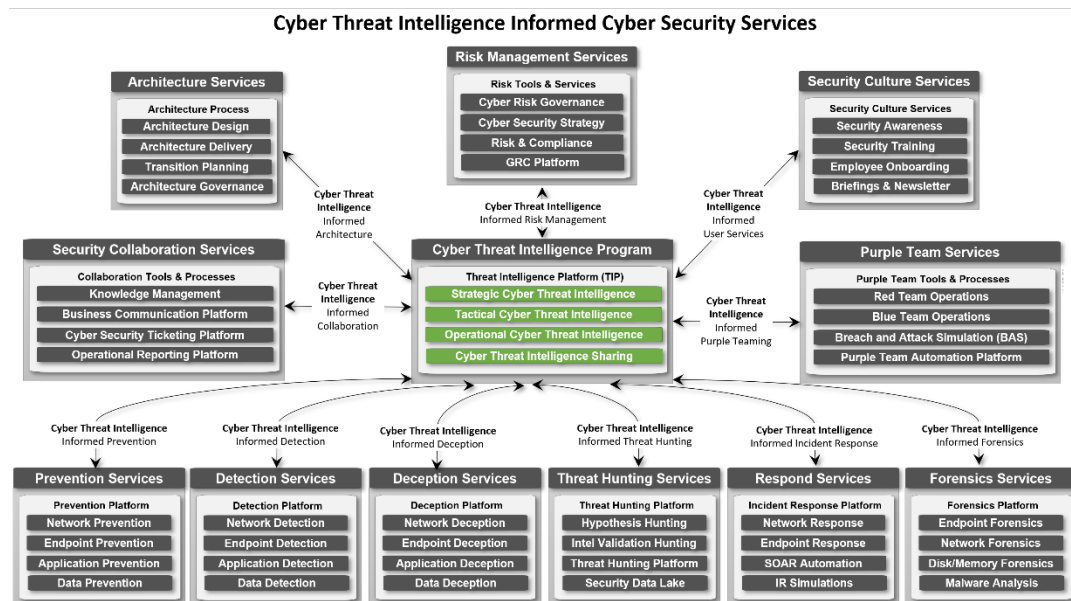 Cyber Threat Intelligence Informed Cyber Security Services
Architecture Services
Architecture Process
Architecture Design
Architecture Delivery
Transition Planning
Architecture Governance
Risk Management Services
Risk Tools & Services
Cyber Risk Governance
Cyber Security Strategy
Risk & Compliance
GRC Platform
Security Culture Services
Security Culture Services
Security Awareness
Security Training
Employee Onboarding
Briefings & Newsletter
Cyber Threat
Intelligence
Informed
Architecture
Cyber Threat Intelligence
Informed Risk Management
Cyber Threat
Intelligence
Informed
User Services
Security Collaboration Services
Collaboration Tools & Processes
Knowledge Management
Business Communication Platform
Cyber Security Ticketing Platform
Operational Reporting Platform
Cyber Threat
Intelligence
Informed
Collaboration
Cyber Threat Intelligence Program
Threat Intelligence Platform (TIP)
Strategic Cyber Threat Intelligence
Tactical Cyber Threat Intelligence
Operational Cyber Threat Intelligence
Cyber Threat Intelligence Sharing
Cyber Threat
Intelligence
Informed
Purple Teaming
Purple Team Services
Purple Team Tools & Processes
Red Team Operations
Blue Team Operations
Breach and Attack Simulation (BAS)
Purple Team Automation Platform
Cyber Threat Intelligence
Informed Prevention
Cyber Threat Intelligence
Informed Detection
Cyber Threat Intelligence
Informed Deception
Cyber Threat Intelligence
Informed Threat Hunting
Cyber Threat Intelligence
Informed Incident Response
Cyber Threat Intelligence
Informed Forensics
Prevention Services
Prevention Platform
Network Prevention
Endpoint Prevention
Application Prevention
Data Prevention
Detection Services
Detection Platform
Network Detection
Endpoint Detection
Application Detection
Data Detection
Deception Services
Deception Platform
Network Deception
Endpoint Deception
Application Deception
Data Deception
Threat Hunting Services
Threat Hunting Platform
Hypothesis Hunting
Intel Validation Hunting
Threat Hunting Platform
Security Data Lake
Respond Services
Incident Response Platform
Network Response
Endpoint Response
SOAR Automation
IR Simulations
Forensics Services
Forensics Platform
Endpoint Forensics
Network Forensics
Disk/Memory Forensics
Malware Analysis